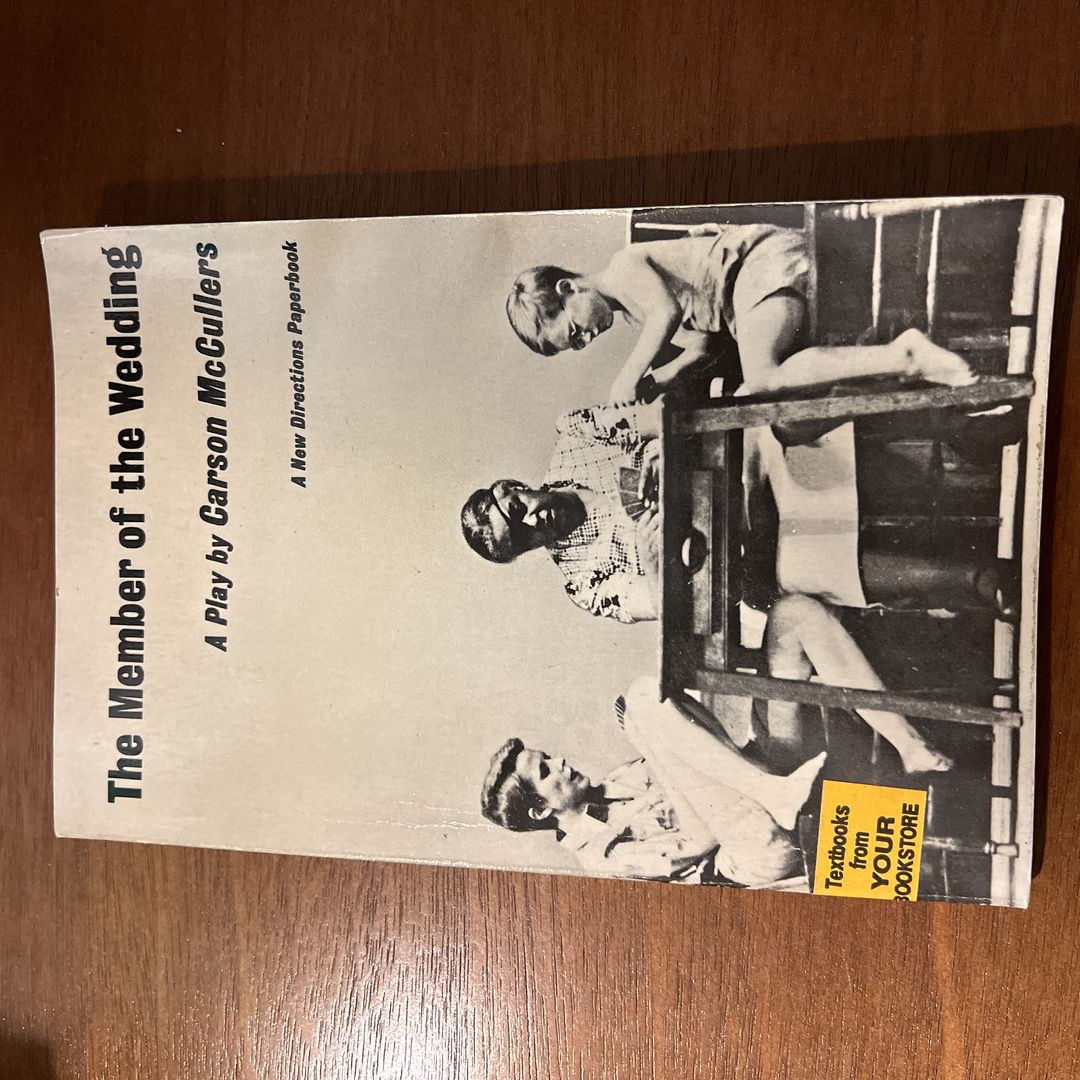 The Member of the Wedding
A Play by Carson McCullers
A New Directions Paperbook
Textbooks
from
YOUR
BOOKSTORE